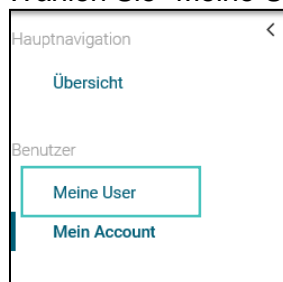 Hauptnavigation
Übersicht
Benutzer
Meine User
Mein Account